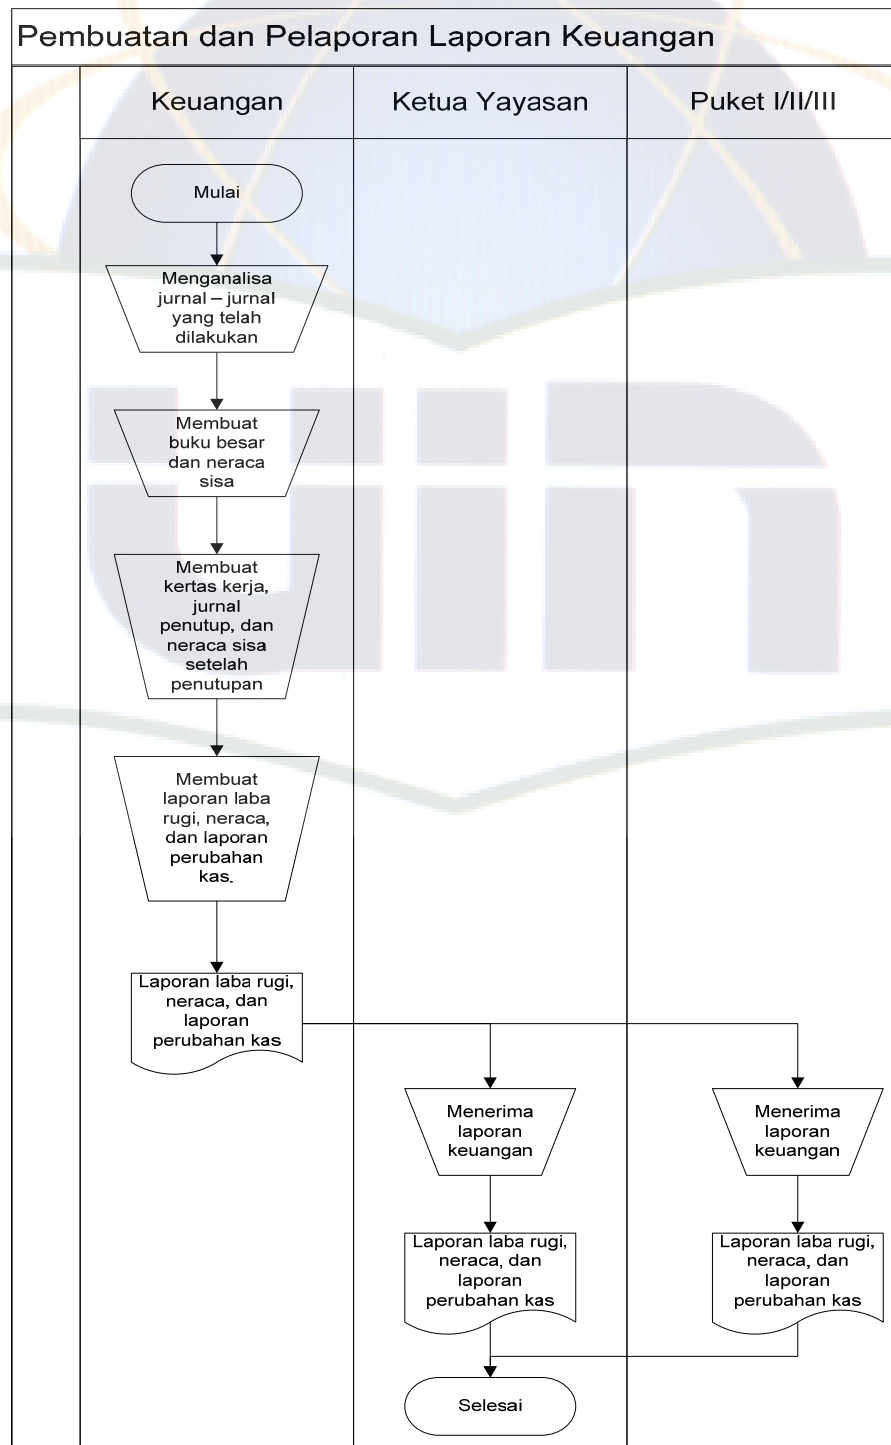 Pembuatan dan Pelaporan Laporan Keuangan
Keuangan
Ketua Yayasan
Puket I/II/III
Mulai
Menganalisa
jurnal – jurnal
yang telah
dilakukan
Membuat
buku besar
dan neraca
sisa
Membuat
kertas kerja,
jurnal
penutup, dan
neraca sisa
setelah
penutupan
Membuat
laporan laba
rugi, neraca,
dan laporan
perubahan
kas.
Laporan laba rugi,
neraca, dan
laporan
perubahan kas
Menerima
laporan
keuangan
Menerima
laporan
keuangan
Laporan laba rugi,
neraca, dan
laporan
perubahan kas
Laporan laba rugi,
neraca, dan
laporan
perubahan kas
Selesai
uin